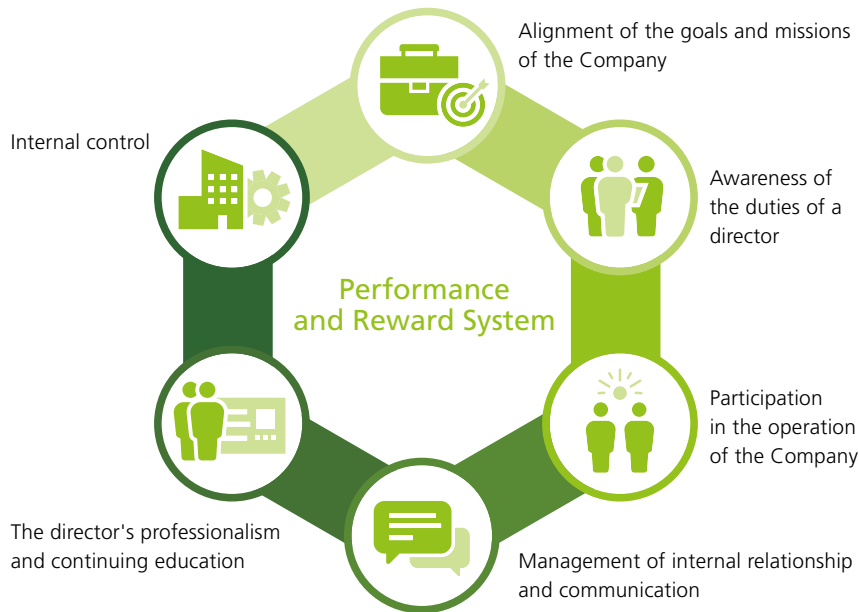 Alignment of the goals and missions
of the Company
Internal control
Awareness of
the duties of a
director
Performance
and Reward System
Participation
in the operation
of the Company
The director's professionalism
and continuing education
Management of internal relationship
and communication